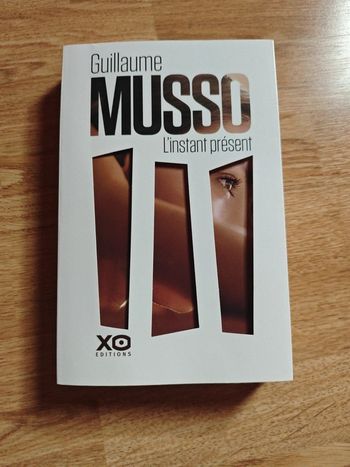 Guillaume
MUSSO
L'instant présent
XO
EDITIONS